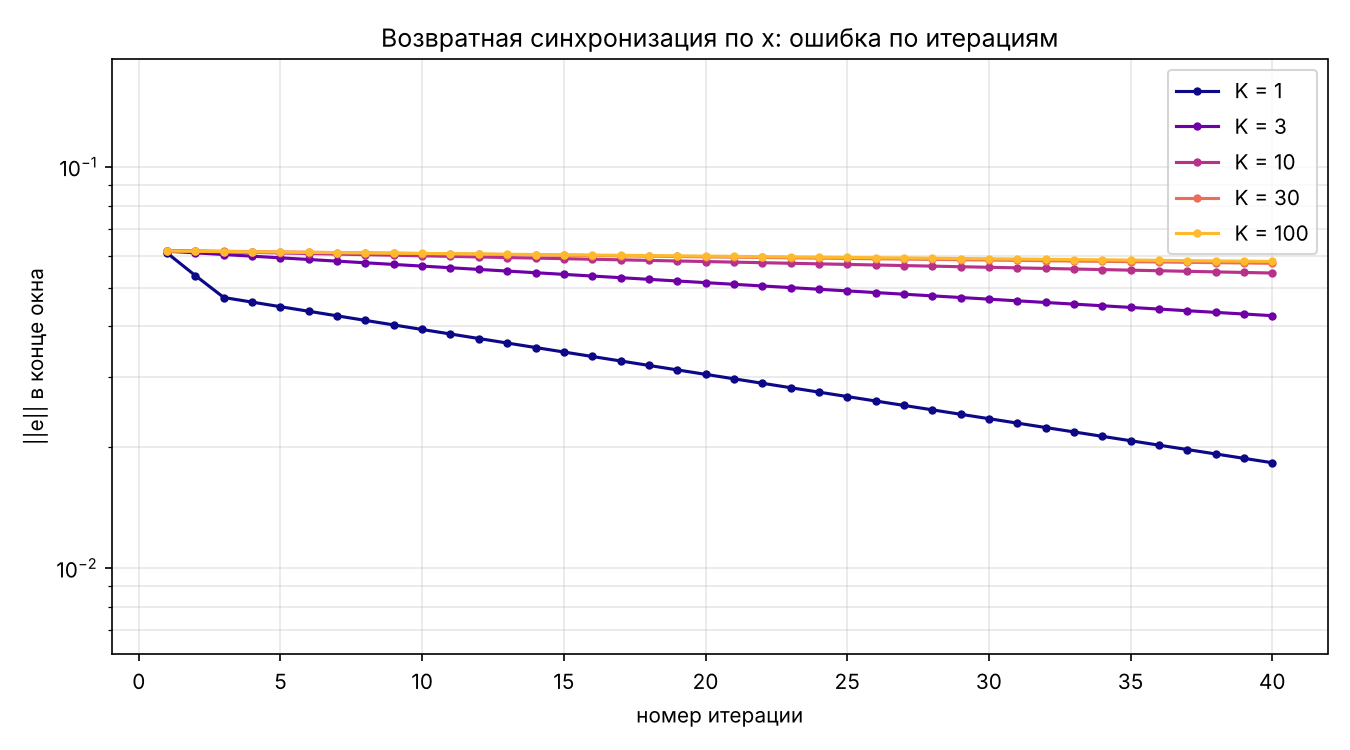 Возвратная синхронизация по x: ошибка по итерациям
K = 1
K = 3
K = 10
K = 30
K = 100
||e|| в конце окна
10⁻¹
10⁻²
0 5 10 15 20 25 30 35 40
номер итерации